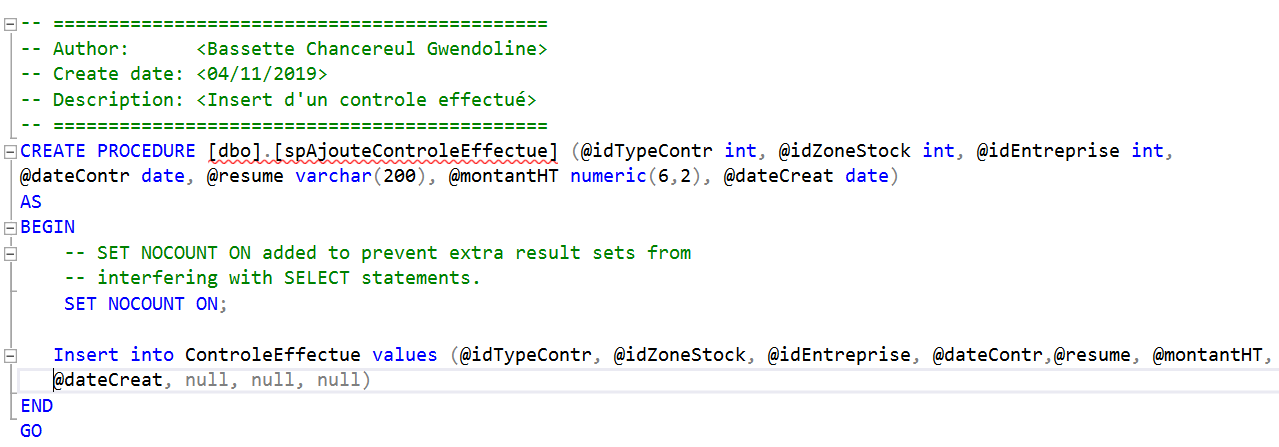 -- =============================================
-- Author:      <Bassette Chancereul Gwendoline>
-- Create date: <04/11/2019>
-- Description: <Insert d'un controle effectué>
-- =============================================
CREATE PROCEDURE [dbo].[spAjouteControleEffectue] (@idTypeContr int, @idZoneStock int, @idEntreprise int,
@dateContr date, @resume varchar(200), @montantHT numeric(6,2), @dateCreat date)
AS
BEGIN
    -- SET NOCOUNT ON added to prevent extra result sets from
    -- interfering with SELECT statements.
    SET NOCOUNT ON;

   Insert into ControleEffectue values (@idTypeContr, @idZoneStock, @idEntreprise, @dateContr,@resume, @montantHT,
   @dateCreat, null, null, null)
END
GO